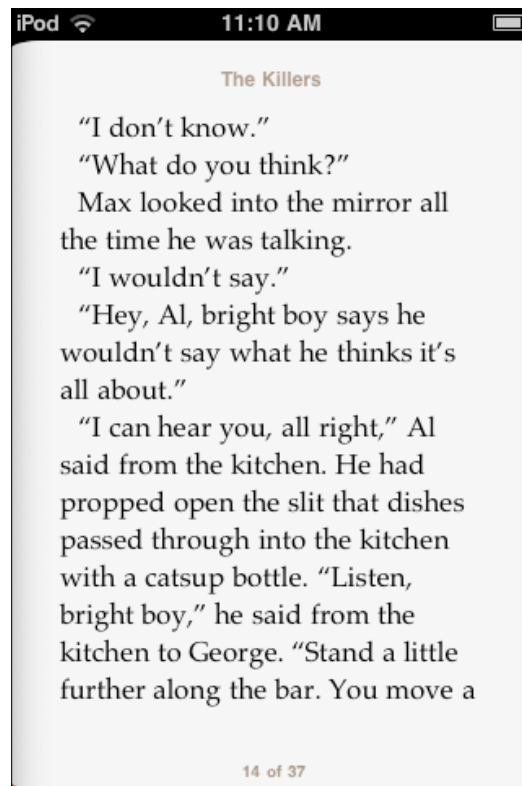 iPod 11:10 AM
The Killers
“I don’t know.”
“What do you think?”
Max looked into the mirror all
the time he was talking.
“I wouldn’t say.”
“Hey, Al, bright boy says he
wouldn’t say what he thinks it’s
all about.”
“I can hear you, all right,” Al
said from the kitchen. He had
propped open the slit that dishes
passed through into the kitchen
with a catsup bottle. “Listen,
bright boy,” he said from the
kitchen to George. “Stand a little
further along the bar. You move a
14 of 37